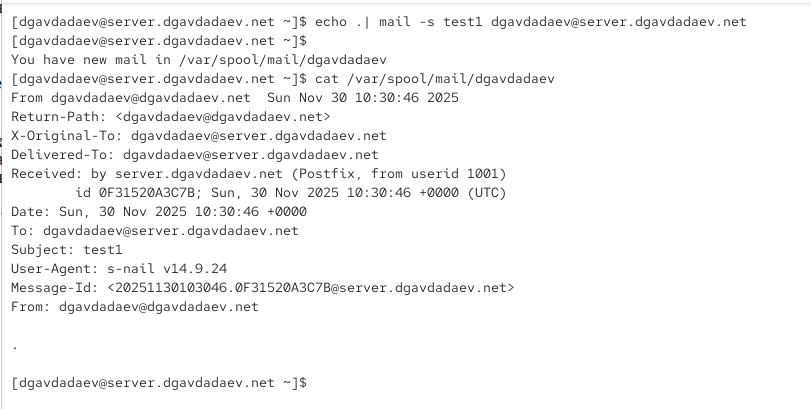 [dgavdadaev@server.dgavdadaev.net ~]$ echo .| mail -s test1 dgavdadaev@server.dgavdadaev.net
[dgavdadaev@server.dgavdadaev.net ~]$
You have new mail in /var/spool/mail/dgavdadaev
[dgavdadaev@server.dgavdadaev.net ~]$ cat /var/spool/mail/dgavdadaev
From dgavdadaev@dgavdadaev.net  Sun Nov 30 10:30:46 2025
Return-Path: <dgavdadaev@dgavdadaev.net>
X-Original-To: dgavdadaev@server.dgavdadaev.net
Delivered-To: dgavdadaev@server.dgavdadaev.net
Received: by server.dgavdadaev.net (Postfix, from userid 1001)
        id 0F31520A3C7B; Sun, 30 Nov 2025 10:30:46 +0000 (UTC)
Date: Sun, 30 Nov 2025 10:30:46 +0000
To: dgavdadaev@server.dgavdadaev.net
Subject: test1
User-Agent: s-nail v14.9.24
Message-Id: <20251130103046.0F31520A3C7B@server.dgavdadaev.net>
From: dgavdadaev@dgavdadaev.net

.

[dgavdadaev@server.dgavdadaev.net ~]$